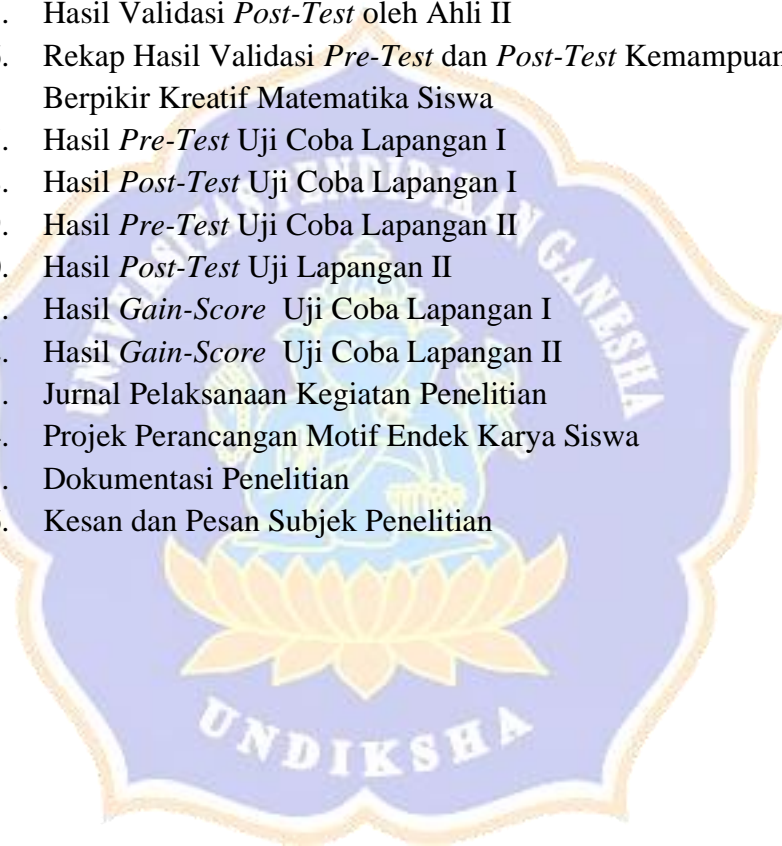 . Hasil Validasi Post-Test oleh Ahli II
. Rekap Hasil Validasi Pre-Test dan Post-Test Kemampuan
Berpikir Kreatif Matematika Siswa
. Hasil Pre-Test Uji Coba Lapangan I
. Hasil Post-Test Uji Coba Lapangan I
. Hasil Pre-Test Uji Coba Lapangan II
. Hasil Post-Test Uji Lapangan II
. Hasil Gain-Score Uji Coba Lapangan I
. Hasil Gain-Score Uji Coba Lapangan II
. Jurnal Pelaksanaan Kegiatan Penelitian
. Projek Perancangan Motif Endek Karya Siswa
. Dokumentasi Penelitian
. Kesan dan Pesan Subjek Penelitian
UNIVERSITAS PENDIDIKAN GANESHA
UNDIKSHA